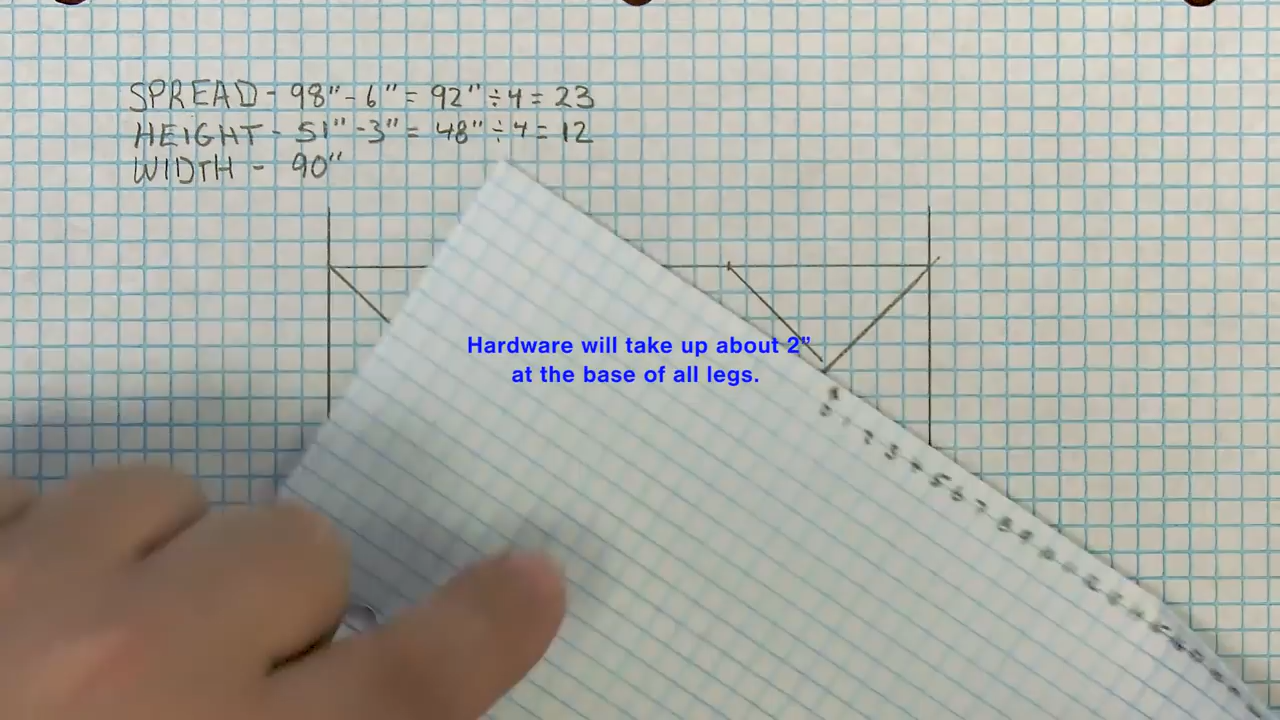 SPREAD - 98" - 6" = 92" ÷ 4 = 23
HEIGHT - 51" - 3" = 48" ÷ 4 = 12
WIDTH - 90"
Hardware will take up about 2”
at the base of all legs.